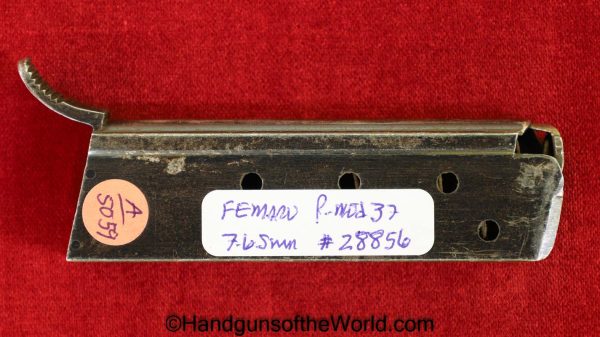 A
5059
FEMARU P-MOD 37
7.65mm #28856
©HandgunsoftheWorld.com